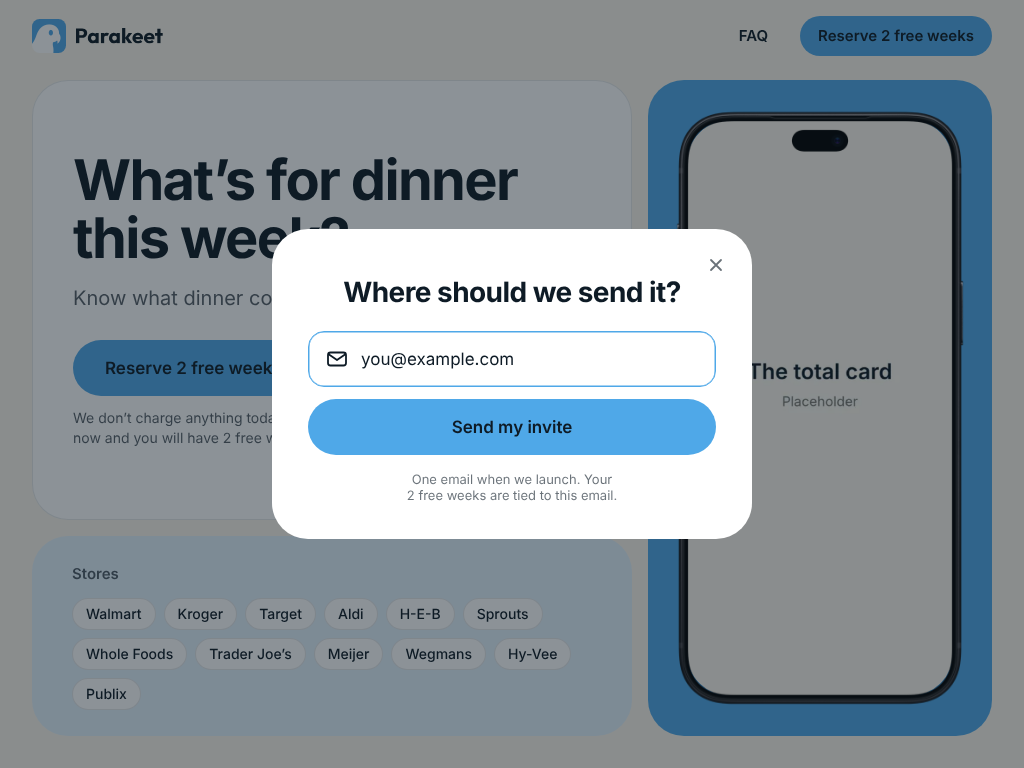 Parakeet
FAQ
Reserve 2 free weeks
What’s for dinner
this week?
Know what dinner
Reserve 2 free week
We don’t charge anything
now and you will have 2 free
Where should we send it?
you@example.com
Send my invite
One email when we launch. Your
2 free weeks are tied to this email.
The total card
Placeholder
Stores
Walmart
Kroger
Target
Aldi
H-E-B
Sprouts
Whole Foods
Trader Joe’s
Meijer
Wegmans
Hy-Vee
Publix